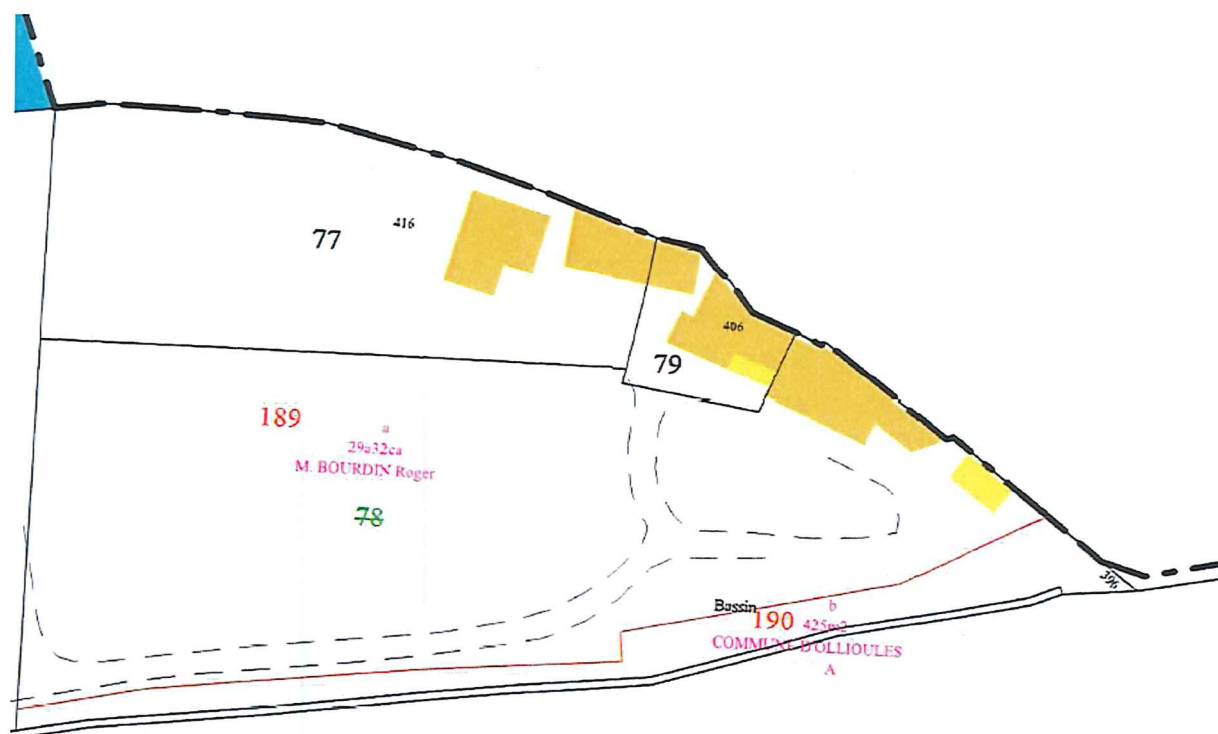 416
77
406
79
189
a
29a32ca
M. BOURDIN Roger
78
396
Bassin
190
b
425m2
COMMUNE D'OLLIOULES
A